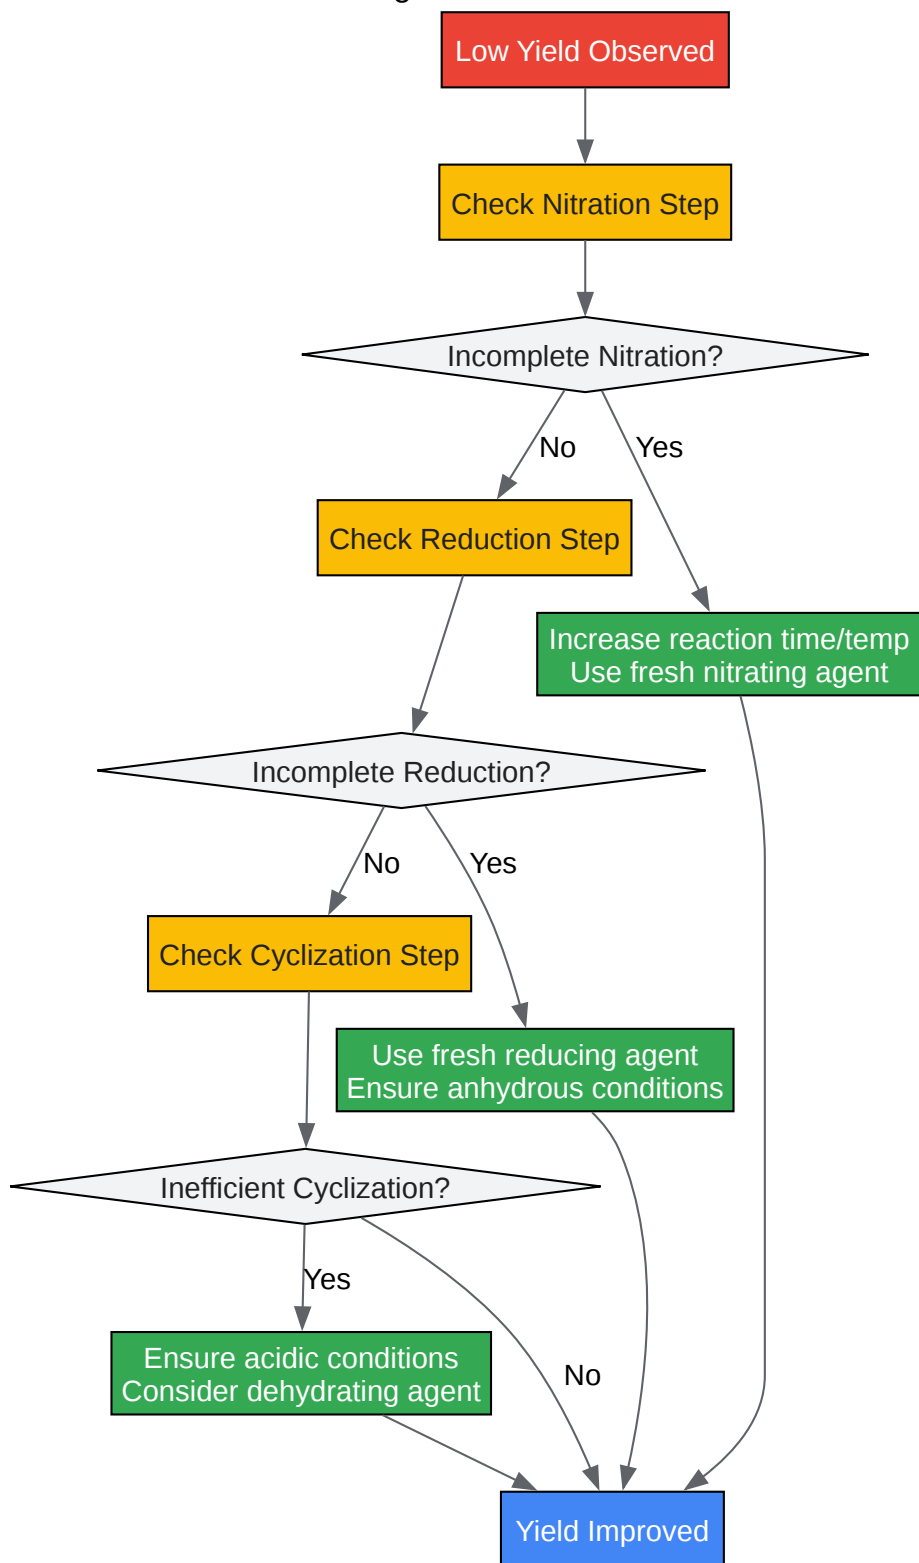 Low Yield Observed
Check Nitration Step
Incomplete Nitration?
No
Yes
Check Reduction Step
Increase reaction time/temp
Use fresh nitrating agent
Incomplete Reduction?
No
Yes
Check Cyclization Step
Use fresh reducing agent
Ensure anhydrous conditions
Inefficient Cyclization?
Yes
Ensure acidic conditions
Consider dehydrating agent
No
Yield Improved